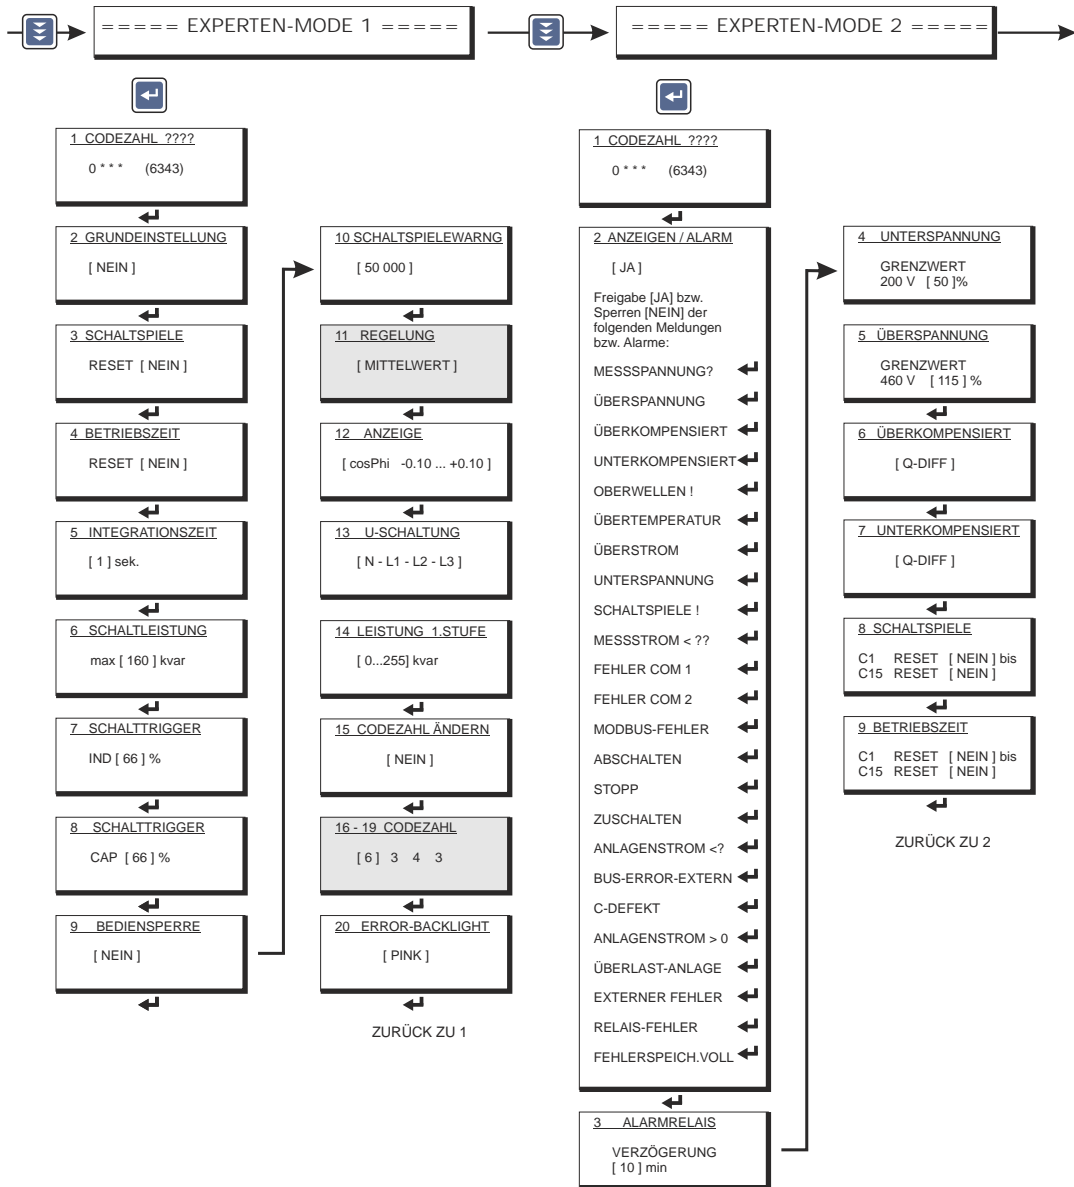 ===== EXPERTEN-MODE 1 =====
===== EXPERTEN-MODE 2 =====
1 CODEZAHL ????
0 * * * (6343)
2 GRUNDEINSTELLUNG
[ NEIN ]
3 SCHALTSPIELE
RESET [ NEIN ]
4 BETRIEBSZEIT
RESET [ NEIN ]
5 INTEGRATIONSZEIT
[ 1 ] sek.
6 SCHALTLEISTUNG
max [ 160 ] kvar
7 SCHALTTRIGGER
IND [ 66 ] %
8 SCHALTTRIGGER
CAP [ 66 ] %
9 BEDIENSPERRE
[ NEIN ]
10 SCHALTSPIELEWARNG
[ 50 000 ]
11 REGELUNG
[ MITTELWERT ]
12 ANZEIGE
[ cosPhi -0.10 ... +0.10 ]
13 U-SCHALTUNG
[ N - L1 - L2 - L3 ]
14 LEISTUNG 1.STUFE
[ 0...255] kvar
15 CODEZAHL ÄNDERN
[ NEIN ]
16 - 19 CODEZAHL
[ 6 ] 3 4 3
20 ERROR-BACKLIGHT
[ PINK ]
ZURÜCK ZU 1
1 CODEZAHL ????
0 * * * (6343)
2 ANZEIGEN / ALARM
[ JA ]
Freigabe [JA] bzw.
Sperren [NEIN] der
folgenden Meldungen
bzw. Alarme:
MESSSPANNUNG?
ÜBERSPANNUNG
ÜBERKOMPENSIERT
UNTERKOMPENSIERT
OBERWELLEN !
ÜBERTEMPERATUR
ÜBERSTROM
UNTERSPANNUNG
SCHALTSPIELE !
MESSSTROM < ??
FEHLER COM 1
FEHLER COM 2
MODBUS-FEHLER
ABSCHALTEN
STOPP
ZUSCHALTEN
ANLAGENSTROM <?
BUS-ERROR-EXTERN
C-DEFEKT
ANLAGENSTROM > 0
ÜBERLAST-ANLAGE
EXTERNER FEHLER
RELAIS-FEHLER
FEHLERSPEICH.VOLL
3 ALARMRELAIS
VERZÖGERUNG
[ 10 ] min
4 UNTERSPANNUNG
GRENZWERT
200 V [ 50 ]%
5 ÜBERSPANNUNG
GRENZWERT
460 V [ 115 ] %
6 ÜBERKOMPENSIERT
[ Q-DIFF ]
7 UNTERKOMPENSIERT
[ Q-DIFF ]
8 SCHALTSPIELE
C1 RESET [ NEIN ] bis
C15 RESET [ NEIN ]
9 BETRIEBSZEIT
C1 RESET [ NEIN ] bis
C15 RESET [ NEIN ]
ZURÜCK ZU 2